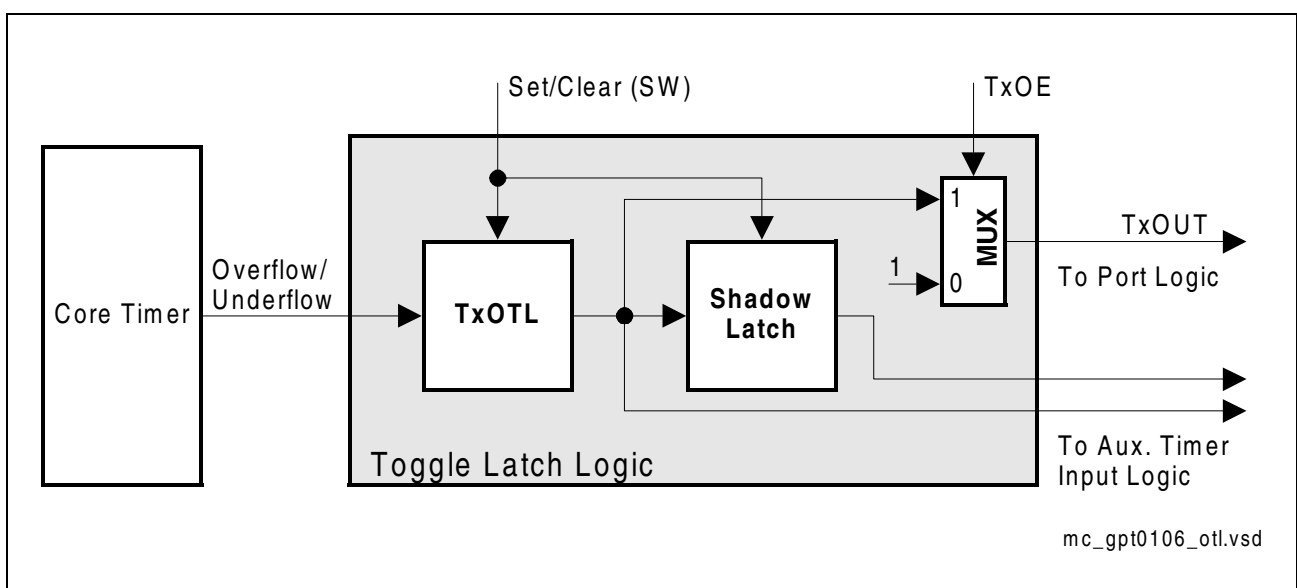 Set/Clear (SW)
TxOE
Core Timer
Overflow/
Underflow
TxOTL
Shadow
Latch
1
MUX
1
0
TxOUT
To Port Logic
Toggle Latch Logic
To Aux. Timer
Input Logic
mc_gpt0106_otl.vsd